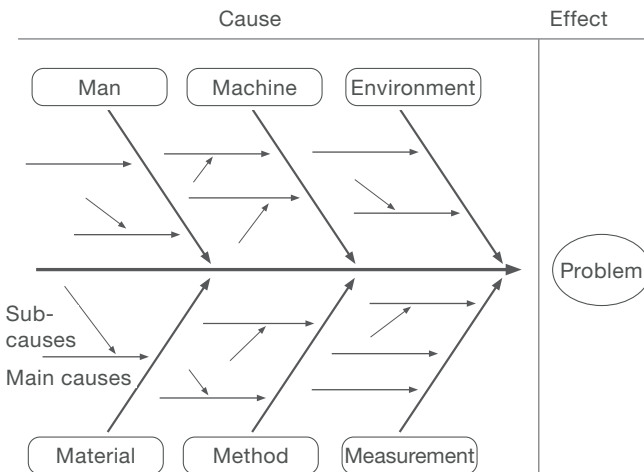 Cause
Effect
Man
Machine
Environment
Problem
Sub-
causes
Main causes
Material
Method
Measurement